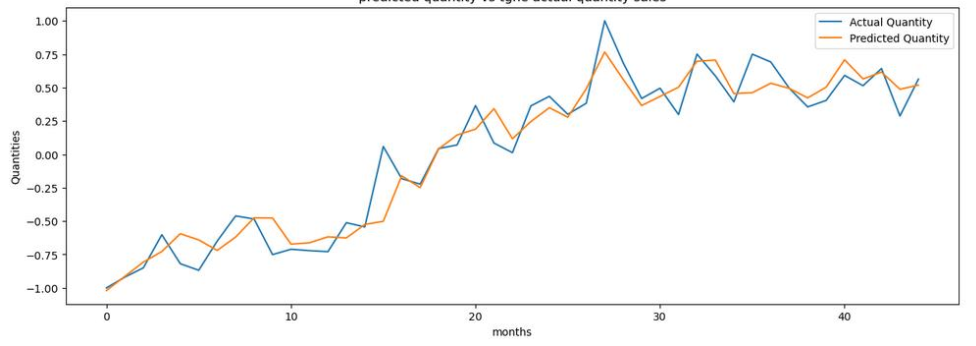 predicted quantity vs tghe actual quantity sales
1.00
0.75
0.50
0.25
0.00
−0.25
−0.50
−0.75
−1.00
Quantities
Actual Quantity
Predicted Quantity
0
10
20
30
40
months